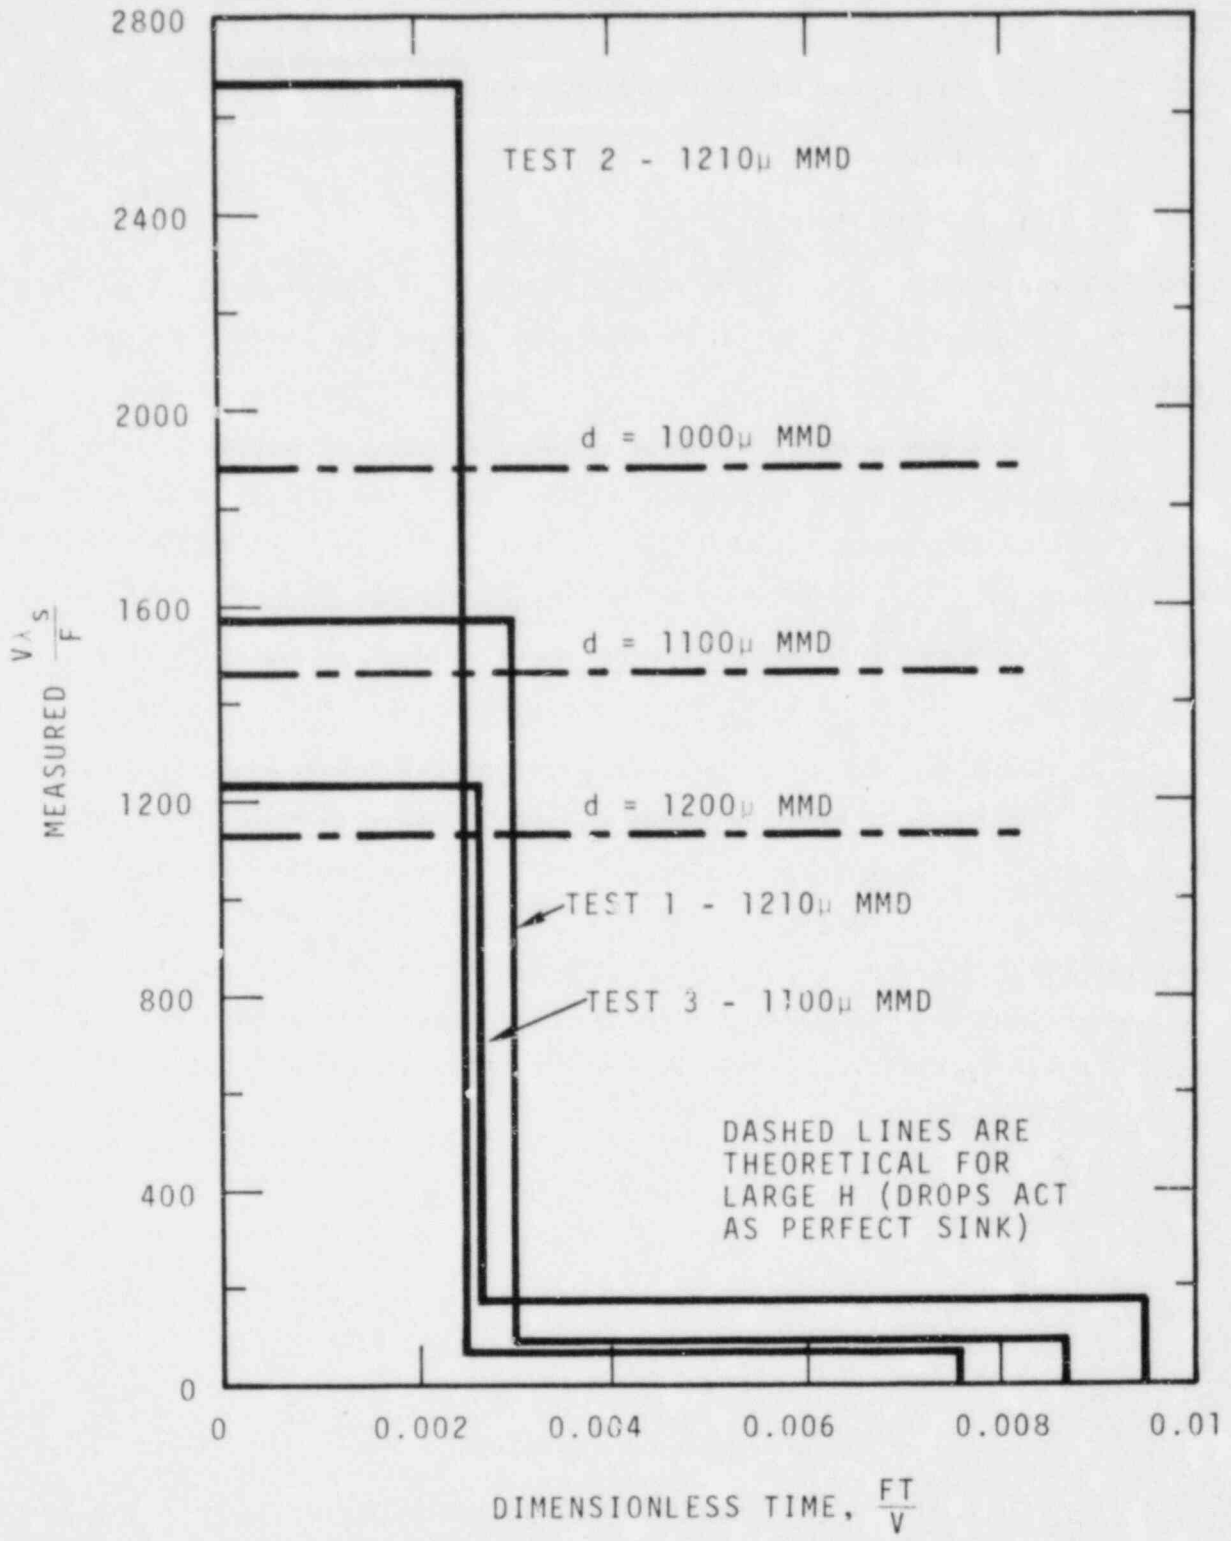 2800
TEST 2 - 1210μ MMD
2400
2000
d = 1000μ MMD
1600
d = 1100μ MMD
MEASURED Vλs/F
1200
d = 1200μ MMD
TEST 1 - 1210μ MMD
800
TEST 3 - 1100μ MMD
DASHED LINES ARE
THEORETICAL FOR
LARGE H (DROPS ACT
AS PERFECT SINK)
400
0
0 0.002 0.004 0.006 0.008 0.01
DIMENSIONLESS TIME, FT/V